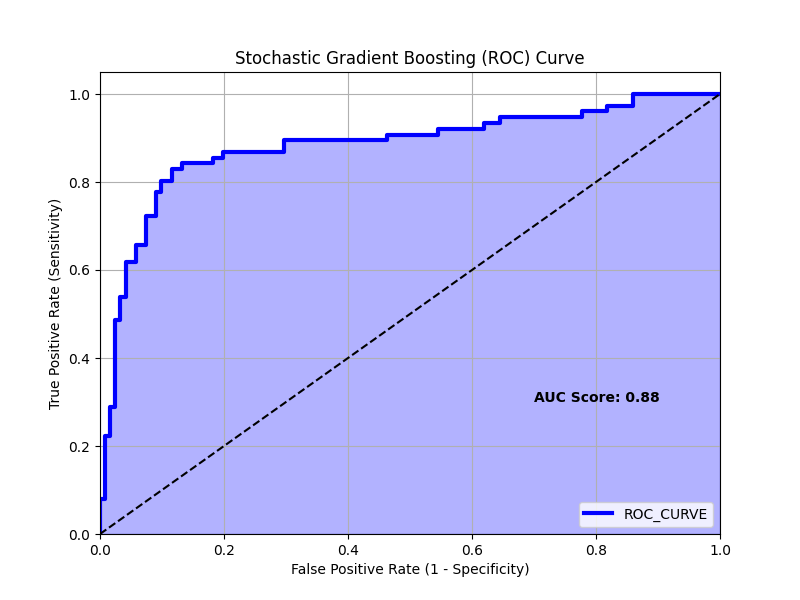 Stochastic Gradient Boosting (ROC) Curve
True Positive Rate (Sensitivity)
1.0
0.8
0.6
0.4
0.2
0.0
AUC Score: 0.88
ROC_CURVE
0.0 0.2 0.4 0.6 0.8 1.0
False Positive Rate (1 - Specificity)